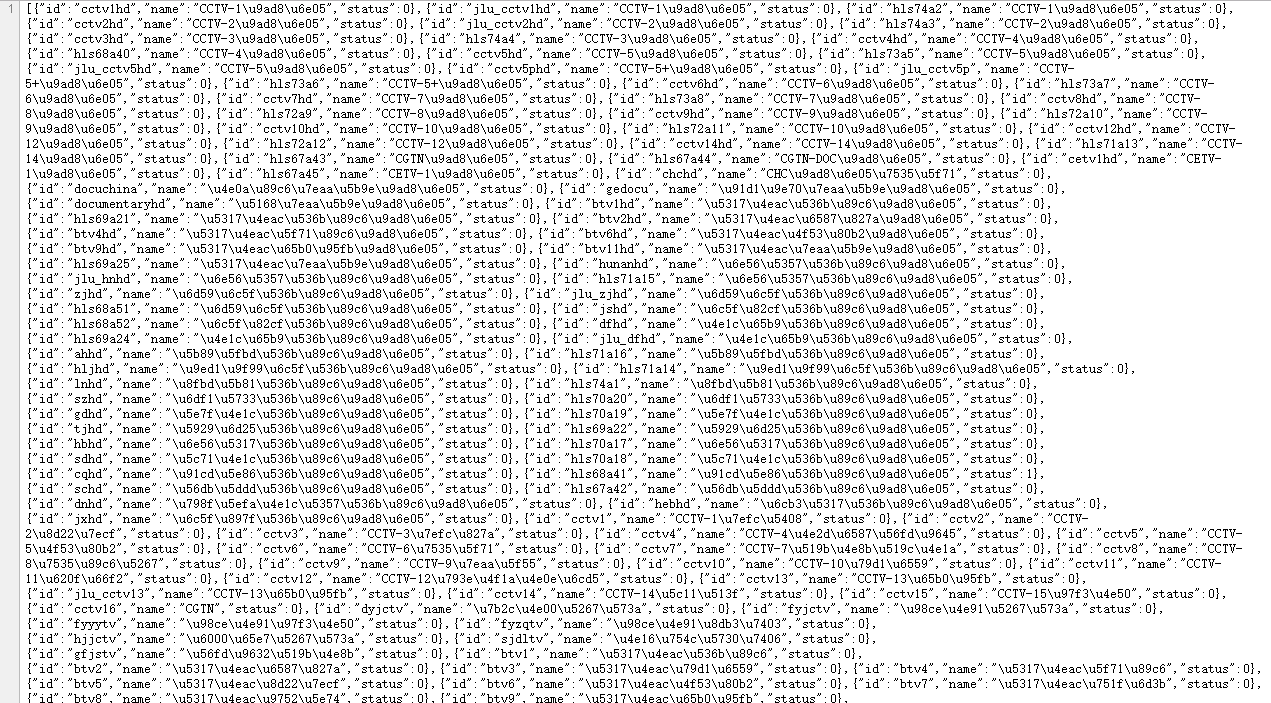 1 [{"id":"cctv1hd","name":"CCTV-1\u9ad8\u6e05","status":0},{"id":"jlu_cctv1hd","name":"CCTV-1\u9ad8\u6e05","status":0},{"id":"hls74a2","name":"CCTV-1\u9ad8\u6e05","status":0},
{"id":"cctv2hd","name":"CCTV-2\u9ad8\u6e05","status":0},{"id":"jlu_cctv2hd","name":"CCTV-2\u9ad8\u6e05","status":0},{"id":"hls74a3","name":"CCTV-2\u9ad8\u6e05","status":0},
{"id":"cctv3hd","name":"CCTV-3\u9ad8\u6e05","status":0},{"id":"hls74a4","name":"CCTV-3\u9ad8\u6e05","status":0},{"id":"cctv4hd","name":"CCTV-4\u9ad8\u6e05","status":0},
{"id":"hls68a40","name":"CCTV-4\u9ad8\u6e05","status":0},{"id":"cctv5hd","name":"CCTV-5\u9ad8\u6e05","status":0},{"id":"hls73a5","name":"CCTV-5\u9ad8\u6e05","status":0},
{"id":"jlu_cctv5hd","name":"CCTV-5\u9ad8\u6e05","status":0},{"id":"cctv5phd","name":"CCTV-5+\u9ad8\u6e05","status":0},{"id":"jlu_cctv5p","name":"CCTV-
5+\u9ad8\u6e05","status":0},{"id":"hls73a6","name":"CCTV-5+\u9ad8\u6e05","status":0},{"id":"cctv6hd","name":"CCTV-6\u9ad8\u6e05","status":0},{"id":"hls73a7","name":"CCTV-
6\u9ad8\u6e05","status":0},{"id":"cctv7hd","name":"CCTV-7\u9ad8\u6e05","status":0},{"id":"hls73a8","name":"CCTV-7\u9ad8\u6e05","status":0},{"id":"cctv8hd","name":"CCTV-
8\u9ad8\u6e05","status":0},{"id":"hls72a9","name":"CCTV-8\u9ad8\u6e05","status":0},{"id":"cctv9hd","name":"CCTV-9\u9ad8\u6e05","status":0},{"id":"hls72a10","name":"CCTV-
9\u9ad8\u6e05","status":0},{"id":"cctv10hd","name":"CCTV-10\u9ad8\u6e05","status":0},{"id":"hls72a11","name":"CCTV-10\u9ad8\u6e05","status":0},{"id":"cctv12hd","name":"CCTV-
12\u9ad8\u6e05","status":0},{"id":"hls72a12","name":"CCTV-12\u9ad8\u6e05","status":0},{"id":"cctv14hd","name":"CCTV-14\u9ad8\u6e05","status":0},{"id":"hls71a13","name":"CCTV-
14\u9ad8\u6e05","status":0},{"id":"hls67a43","name":"CGTN\u9ad8\u6e05","status":0},{"id":"hls67a44","name":"CGTN-DOC\u9ad8\u6e05","status":0},{"id":"cetv1hd","name":"CETV-
1\u9ad8\u6e05","status":0},{"id":"hls67a45","name":"CETV-1\u9ad8\u6e05","status":0},{"id":"chchd","name":"CHC\u9ad8\u6e05\u7535\u5f71","status":0},
{"id":"docuchina","name":"\u4e0a\u89c6\u7eaa\u5b9e\u9ad8\u6e05","status":0},{"id":"gedocu","name":"\u91d1\u9e70\u7eaa\u5b9e\u9ad8\u6e05","status":0},
{"id":"documentaryhd","name":"\u5168\u7eaa\u5b9e\u9ad8\u6e05","status":0},{"id":"btv1hd","name":"\u5317\u4eac\u536b\u89c6\u9ad8\u6e05","status":0},
{"id":"hls69a21","name":"\u5317\u4eac\u536b\u89c6\u9ad8\u6e05","status":0},{"id":"btv2hd","name":"\u5317\u4eac\u6587\u827a\u9ad8\u6e05","status":0},
{"id":"btv4hd","name":"\u5317\u4eac\u5f71\u89c6\u9ad8\u6e05","status":0},{"id":"btv6hd","name":"\u5317\u4eac\u4f53\u80b2\u9ad8\u6e05","status":0},
{"id":"btv9hd","name":"\u5317\u4eac\u65b0\u95fb\u9ad8\u6e05","status":0},{"id":"btv11hd","name":"\u5317\u4eac\u7eaa\u5b9e\u9ad8\u6e05","status":0},
{"id":"hls69a25","name":"\u5317\u4eac\u7eaa\u5b9e\u9ad8\u6e05","status":0},{"id":"hunanhd","name":"\u6e56\u5357\u536b\u89c6\u9ad8\u6e05","status":0},
{"id":"jlu_hnhd","name":"\u6e56\u5357\u536b\u89c6\u9ad8\u6e05","status":0},{"id":"hls71a15","name":"\u6e56\u5357\u536b\u89c6\u9ad8\u6e05","status":0},
{"id":"zjhd","name":"\u6d59\u6c5f\u536b\u89c6\u9ad8\u6e05","status":0},{"id":"jlu_zjhd","name":"\u6d59\u6c5f\u536b\u89c6\u9ad8\u6e05","status":0},
{"id":"hls68a51","name":"\u6d59\u6c5f\u536b\u89c6\u9ad8\u6e05","status":0},{"id":"jshd","name":"\u6c5f\u82cf\u536b\u89c6\u9ad8\u6e05","status":0},
{"id":"hls68a52","name":"\u6c5f\u82cf\u536b\u89c6\u9ad8\u6e05","status":0},{"id":"dfhd","name":"\u4e1c\u65b9\u536b\u89c6\u9ad8\u6e05","status":0},
{"id":"hls69a24","name":"\u4e1c\u65b9\u536b\u89c6\u9ad8\u6e05","status":0},{"id":"jlu_dfhd","name":"\u4e1c\u65b9\u536b\u89c6\u9ad8\u6e05","status":0},
{"id":"ahhd","name":"\u5b89\u5fbd\u536b\u89c6\u9ad8\u6e05","status":0},{"id":"hls71a16","name":"\u5b89\u5fbd\u536b\u89c6\u9ad8\u6e05","status":0},
{"id":"hljhd","name":"\u9ed1\u9f99\u6c5f\u536b\u89c6\u9ad8\u6e05","status":0},{"id":"hls71a14","name":"\u9ed1\u9f99\u6c5f\u536b\u89c6\u9ad8\u6e05","status":0},
{"id":"lnhd","name":"\u8fbd\u5b81\u536b\u89c6\u9ad8\u6e05","status":0},{"id":"hls74a1","name":"\u8fbd\u5b81\u536b\u89c6\u9ad8\u6e05","status":0},
{"id":"szhd","name":"\u6df1\u5733\u536b\u89c6\u9ad8\u6e05","status":0},{"id":"hls70a20","name":"\u6df1\u5733\u536b\u89c6\u9ad8\u6e05","status":0},
{"id":"gdhd","name":"\u5e7f\u4e1c\u536b\u89c6\u9ad8\u6e05","status":0},{"id":"hls70a19","name":"\u5e7f\u4e1c\u536b\u89c6\u9ad8\u6e05","status":0},
{"id":"tjhd","name":"\u5929\u6d25\u536b\u89c6\u9ad8\u6e05","status":0},{"id":"hls69a22","name":"\u5929\u6d25\u536b\u89c6\u9ad8\u6e05","status":0},
{"id":"hbhd","name":"\u6e56\u5317\u536b\u89c6\u9ad8\u6e05","status":0},{"id":"hls70a17","name":"\u6e56\u5317\u536b\u89c6\u9ad8\u6e05","status":0},
{"id":"sdhd","name":"\u5c71\u4e1c\u536b\u89c6\u9ad8\u6e05","status":0},{"id":"hls70a18","name":"\u5c71\u4e1c\u536b\u89c6\u9ad8\u6e05","status":0},
{"id":"cqhd","name":"\u91cd\u5e86\u536b\u89c6\u9ad8\u6e05","status":0},{"id":"hls68a41","name":"\u91cd\u5e86\u536b\u89c6\u9ad8\u6e05","status":1},
{"id":"schd","name":"\u56db\u5ddd\u536b\u89c6\u9ad8\u6e05","status":0},{"id":"hls67a42","name":"\u56db\u5ddd\u536b\u89c6\u9ad8\u6e05","status":0},
{"id":"dnhd","name":"\u798f\u5efa\u4e1c\u5357\u536b\u89c6\u9ad8\u6e05","status":0},{"id":"hebhd","name":"\u6cb3\u5317\u536b\u89c6\u9ad8\u6e05","status":0},
{"id":"jxhd","name":"\u6c5f\u897f\u536b\u89c6\u9ad8\u6e05","status":0},{"id":"cctv1","name":"CCTV-1\u7efc\u5408","status":0},{"id":"cctv2","name":"CCTV-
2\u8d22\u7ecf","status":0},{"id":"cctv3","name":"CCTV-3\u7efc\u827a","status":0},{"id":"cctv4","name":"CCTV-4\u4e2d\u6587\u56fd\u9645","status":0},{"id":"cctv5","name":"CCTV-
5\u4f53\u80b2","status":0},{"id":"cctv6","name":"CCTV-6\u7535\u5f71","status":0},{"id":"cctv7","name":"CCTV-7\u519b\u4e8b\u519c\u4e1a","status":0},{"id":"cctv8","name":"CCTV-
8\u7535\u89c6\u5267","status":0},{"id":"cctv9","name":"CCTV-9\u7eaa\u5f55","status":0},{"id":"cctv10","name":"CCTV-10\u79d1\u6559","status":0},{"id":"cctv11","name":"CCTV-
11\u620f\u66f2","status":0},{"id":"cctv12","name":"CCTV-12\u793e\u4f1a\u4e0e\u6cd5","status":0},{"id":"cctv13","name":"CCTV-13\u65b0\u95fb","status":0},
{"id":"jlu_cctv13","name":"CCTV-13\u65b0\u95fb","status":0},{"id":"cctv14","name":"CCTV-14\u5c11\u513f","status":0},{"id":"cctv15","name":"CCTV-15\u97f3\u4e50","status":0},
{"id":"cctv16","name":"CGTN","status":0},{"id":"dyjctv","name":"\u7b2c\u4e00\u5267\u573a","status":0},{"id":"fyjctv","name":"\u98ce\u4e91\u5267\u573a","status":0},
{"id":"fyyytv","name":"\u98ce\u4e91\u97f3\u4e50","status":0},{"id":"fyzqtv","name":"\u98ce\u4e91\u8db3\u7403","status":0},
{"id":"hjjctv","name":"\u6000\u65e7\u5267\u573a","status":0},{"id":"sjdltv","name":"\u4e16\u754c\u5730\u7406","status":0},
{"id":"gfjstv","name":"\u56fd\u9632\u519b\u4e8b","status":0},{"id":"btv1","name":"\u5317\u4eac\u536b\u89c6","status":0},
{"id":"btv2","name":"\u5317\u4eac\u6587\u827a","status":0},{"id":"btv3","name":"\u5317\u4eac\u79d1\u6559","status":0},{"id":"btv4","name":"\u5317\u4eac\u5f71\u89c6","status":0},
{"id":"btv5","name":"\u5317\u4eac\u8d22\u7ecf","status":0},{"id":"btv6","name":"\u5317\u4eac\u4f53\u80b2","status":0},{"id":"btv7","name":"\u5317\u4eac\u751f\u6d3b","status":0},
{"id":"btv8","name":"\u5317\u4eac\u9752\u5e74","status":0},{"id":"btv9","name":"\u5317\u4eac\u65b0\u95fb","status":0},